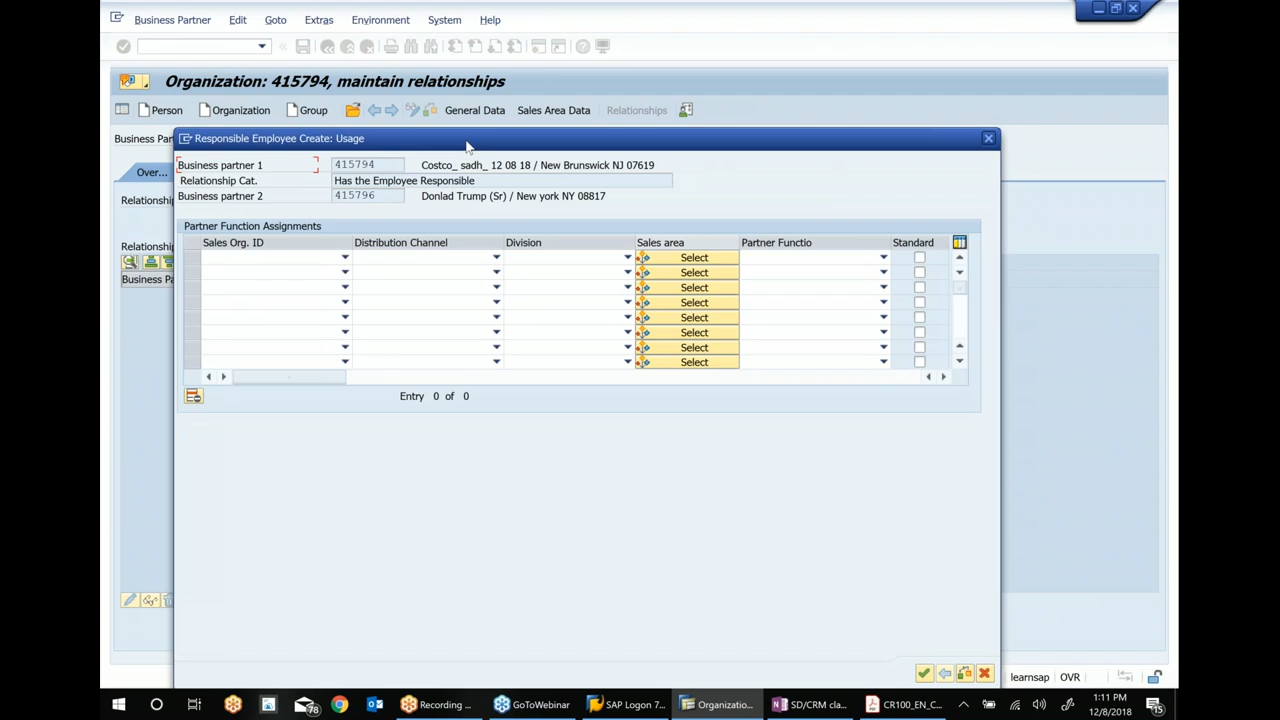 Business Partner Edit Goto Extras Environment System Help
Organization: 415794, maintain relationships
Person Organization Group General Data Sales Area Data Relationships
Business Par
Responsible Employee Create: Usage
Over...
Business partner 1 415794 Costco_ sadh_ 12 08 18 / New Brunswick NJ 07619
Relationship Cat. Has the Employee Responsible
Business partner 2 415796 Donlad Trump (Sr) / New york NY 08817
Relationship
Partner Function Assignments
Relationship
Sales Org. ID Distribution Channel Division Sales area Partner Functio Standard
Select
Select
Business Pa
Select
Select
Select
Select
Select
Select
Entry 0 of 0
learnsap OVR
78 Recording ... GoToWebinar SAP Logon 7... Organizatio... SD/CRM cla... CR100_EN_C... 1:11 PM
12/8/2018 15